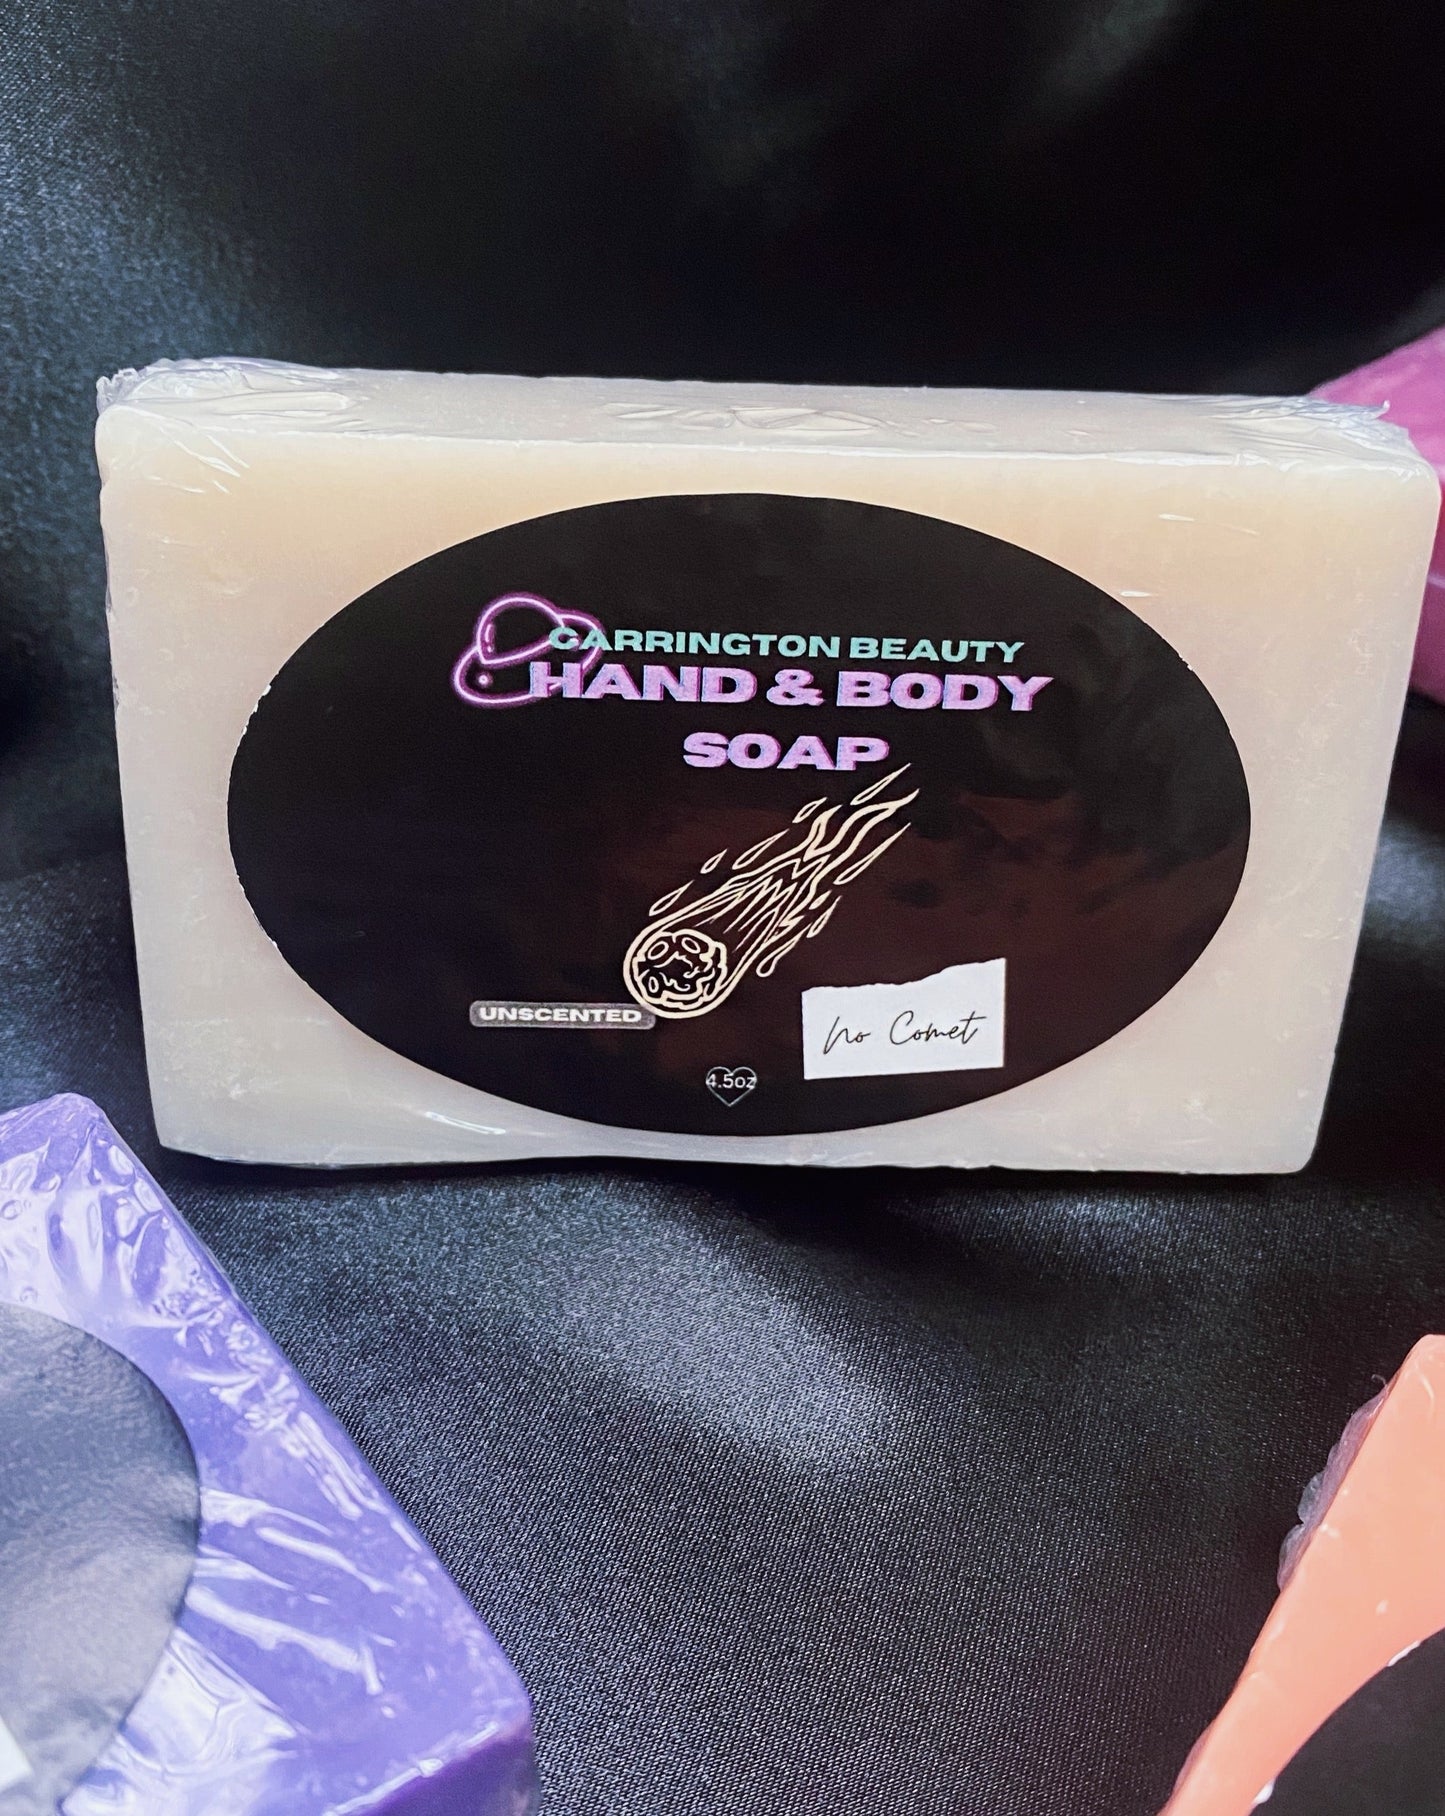 CARRINGTON BEAUTY
HAND & BODY
SOAP
UNSCENTED
No Comet
4.5oz